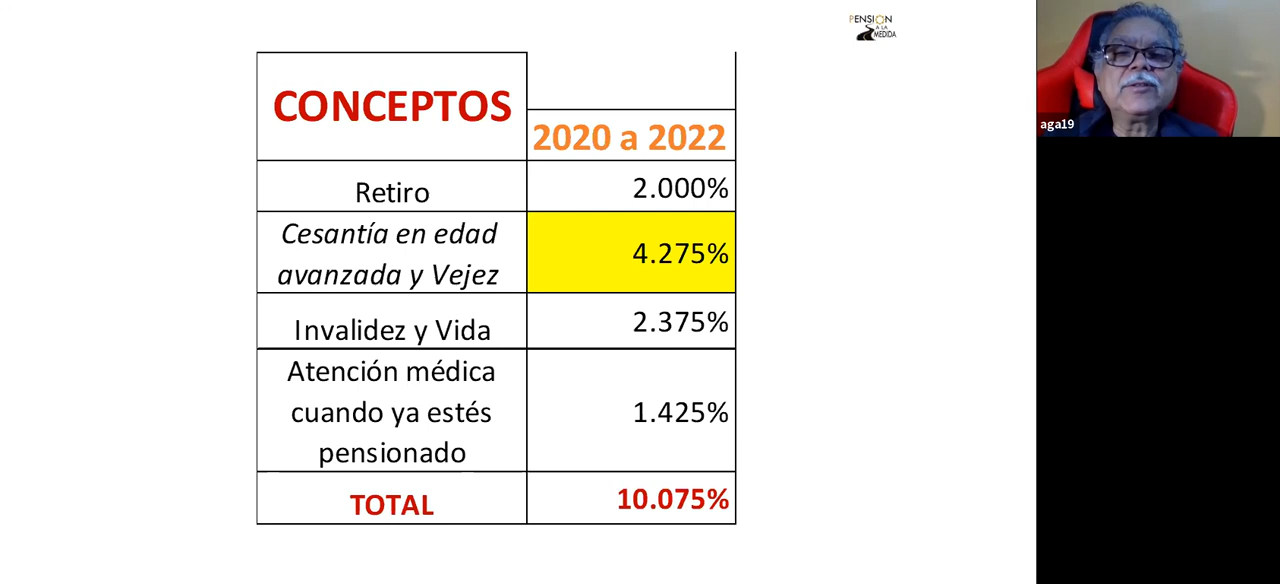 PENSION
A LA
MEDIDA
aga19
CONCEPTOS
2020 a 2022
Retiro
2.000%
Cesantía en edad
avanzada y Vejez
4.275%
Invalidez y Vida
2.375%
Atención médica
cuando ya estés
pensionado
1.425%
TOTAL
10.075%